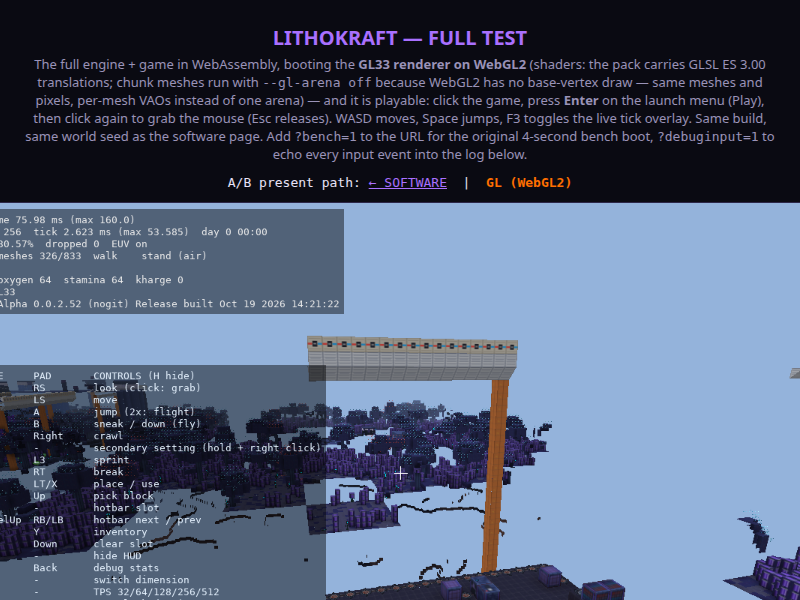 LITHOKRAFT — FULL TEST
The full engine + game in WebAssembly, booting the GL33 renderer on WebGL2 (shaders: the pack carries GLSL ES 3.00
translations; chunk meshes run with --gl-arena off because WebGL2 has no base-vertex draw — same meshes and
pixels, per-mesh VAOs instead of one arena) — and it is playable: click the game, press Enter on the launch menu (Play),
then click again to grab the mouse (Esc releases). WASD moves, Space jumps, F3 toggles the live tick overlay. Same build,
same world seed as the software page. Add ?bench=1 to the URL for the original 4-second bench boot, ?debuginput=1 to
echo every input event into the log below.
A/B present path: ← SOFTWARE | GL (WebGL2)
me 75.98 ms (max 160.0)
256 tick 2.623 ms (max 53.585) day 0 00:00
30.57% dropped 0 EUV on
meshes 326/833 walk stand (air)
oxygen 64 stamina 64 kharge 0
L33
Alpha 0.0.2.52 (nogit) Release built Oct 19 2026 14:21:22
PAD CONTROLS (H hide)
RS look (click: grab)
LS move
A jump (2x: flight)
B sneak / down (fly)
Right crawl
- secondary setting (hold + right click)
L3 sprint
RT break
LT/X place / use
Up pick block
- hotbar slot
elUp RB/LB hotbar next / prev
Y inventory
Down clear slot
- hide HUD
Back debug stats
- switch dimension
- TPS 32/64/128/256/512